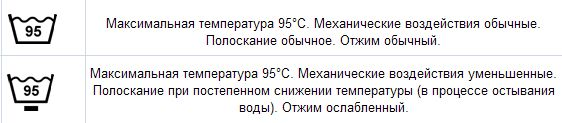 95
Максимальная температура 95°С. Механические воздействия обычные.
Полоскание обычное. Отжим обычный.
95
Максимальная температура 95°С. Механические воздействия уменьшенные.
Полоскание при постепенном снижении температуры (в процессе остывания
воды). Отжим ослабленный.